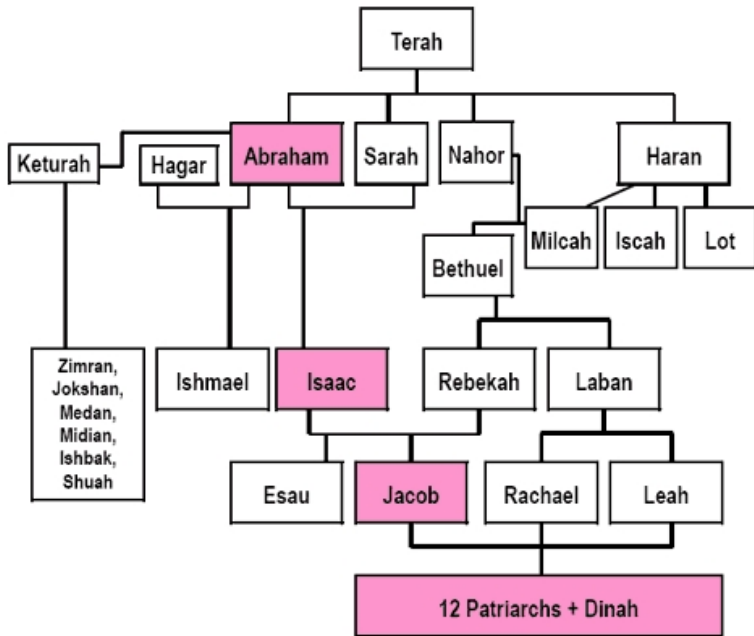 Terah
Keturah
Hagar
Abraham
Sarah
Nahor
Haran
Milcah
Iscah
Lot
Bethuel
Zimran,
Jokshan,
Medan,
Midian,
Ishbak,
Shuah
Ishmael
Isaac
Rebekah
Laban
Esau
Jacob
Rachael
Leah
12 Patriarchs + Dinah